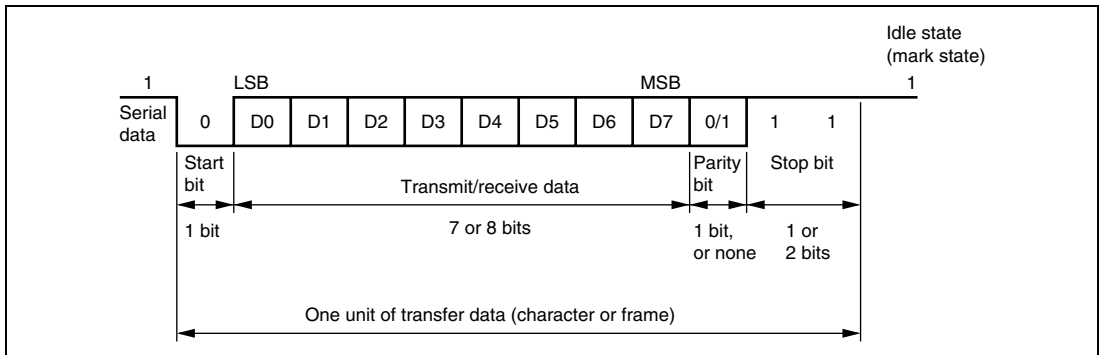 Idle state
(mark state)
1 LSB MSB 1
Serial
data
0 D0 D1 D2 D3 D4 D5 D6 D7 0/1 1 1
Start
bit
Transmit/receive data
Parity
bit
Stop bit
1 bit
7 or 8 bits
1 bit,
or none
1 or
2 bits
One unit of transfer data (character or frame)